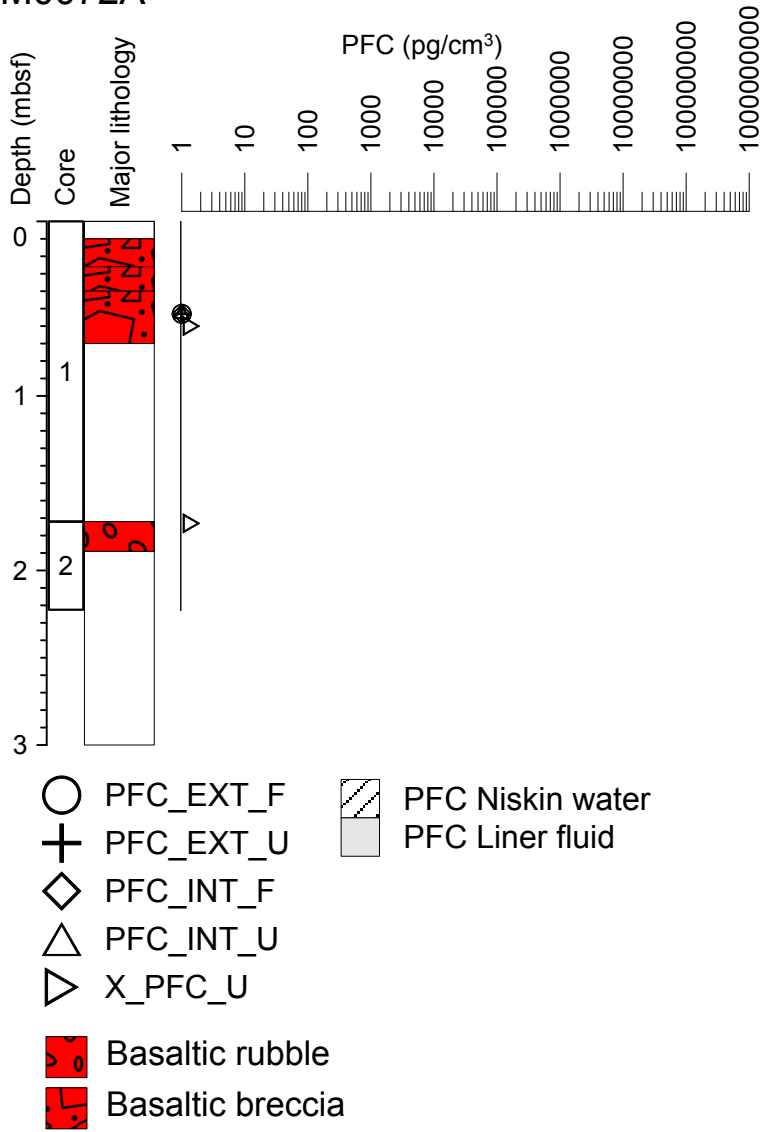 PFC (pg/cm³)
Depth (mbsf)
Core
Major lithology
1
10
100
1000
10000
100000
1000000
10000000
100000000
1000000000
0
1
2
3
1
2
PFC_EXT_F
PFC_EXT_U
PFC_INT_F
PFC_INT_U
X_PFC_U
PFC Niskin water
PFC Liner fluid
Basaltic rubble
Basaltic breccia